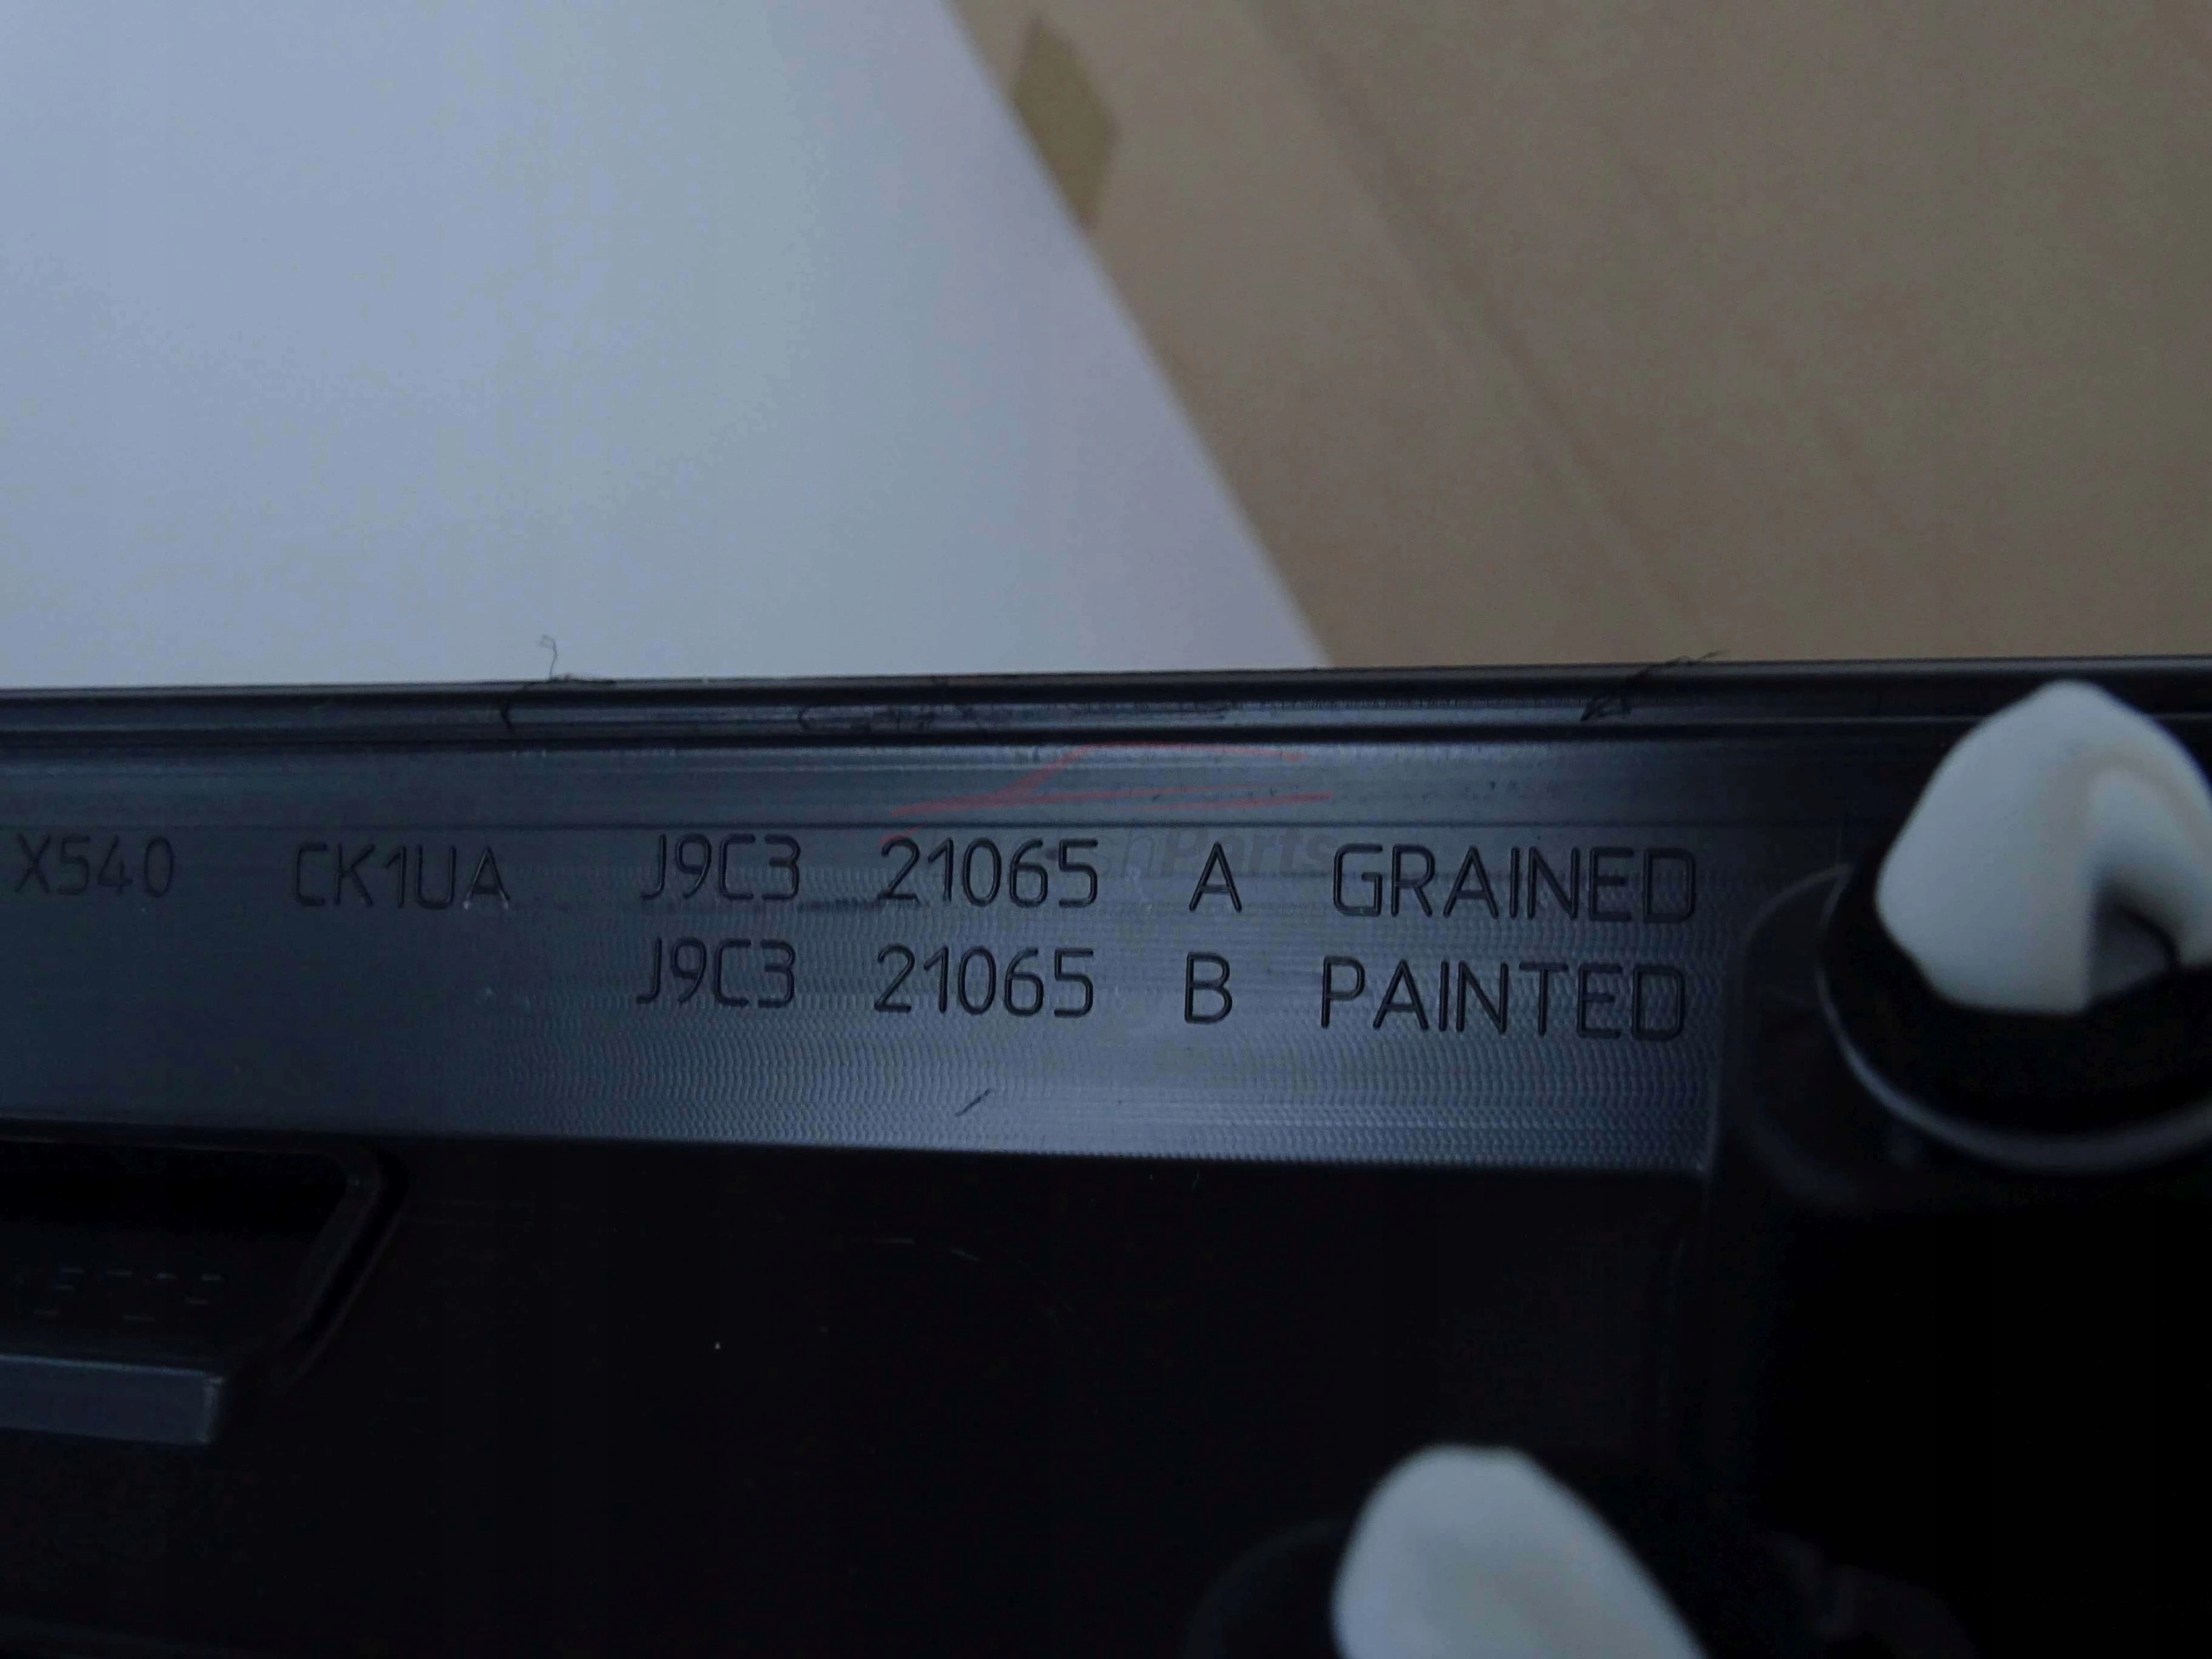 X540 CK1UA J9C3 21065 A GRAINED
J9C3 21065 B PAINTED